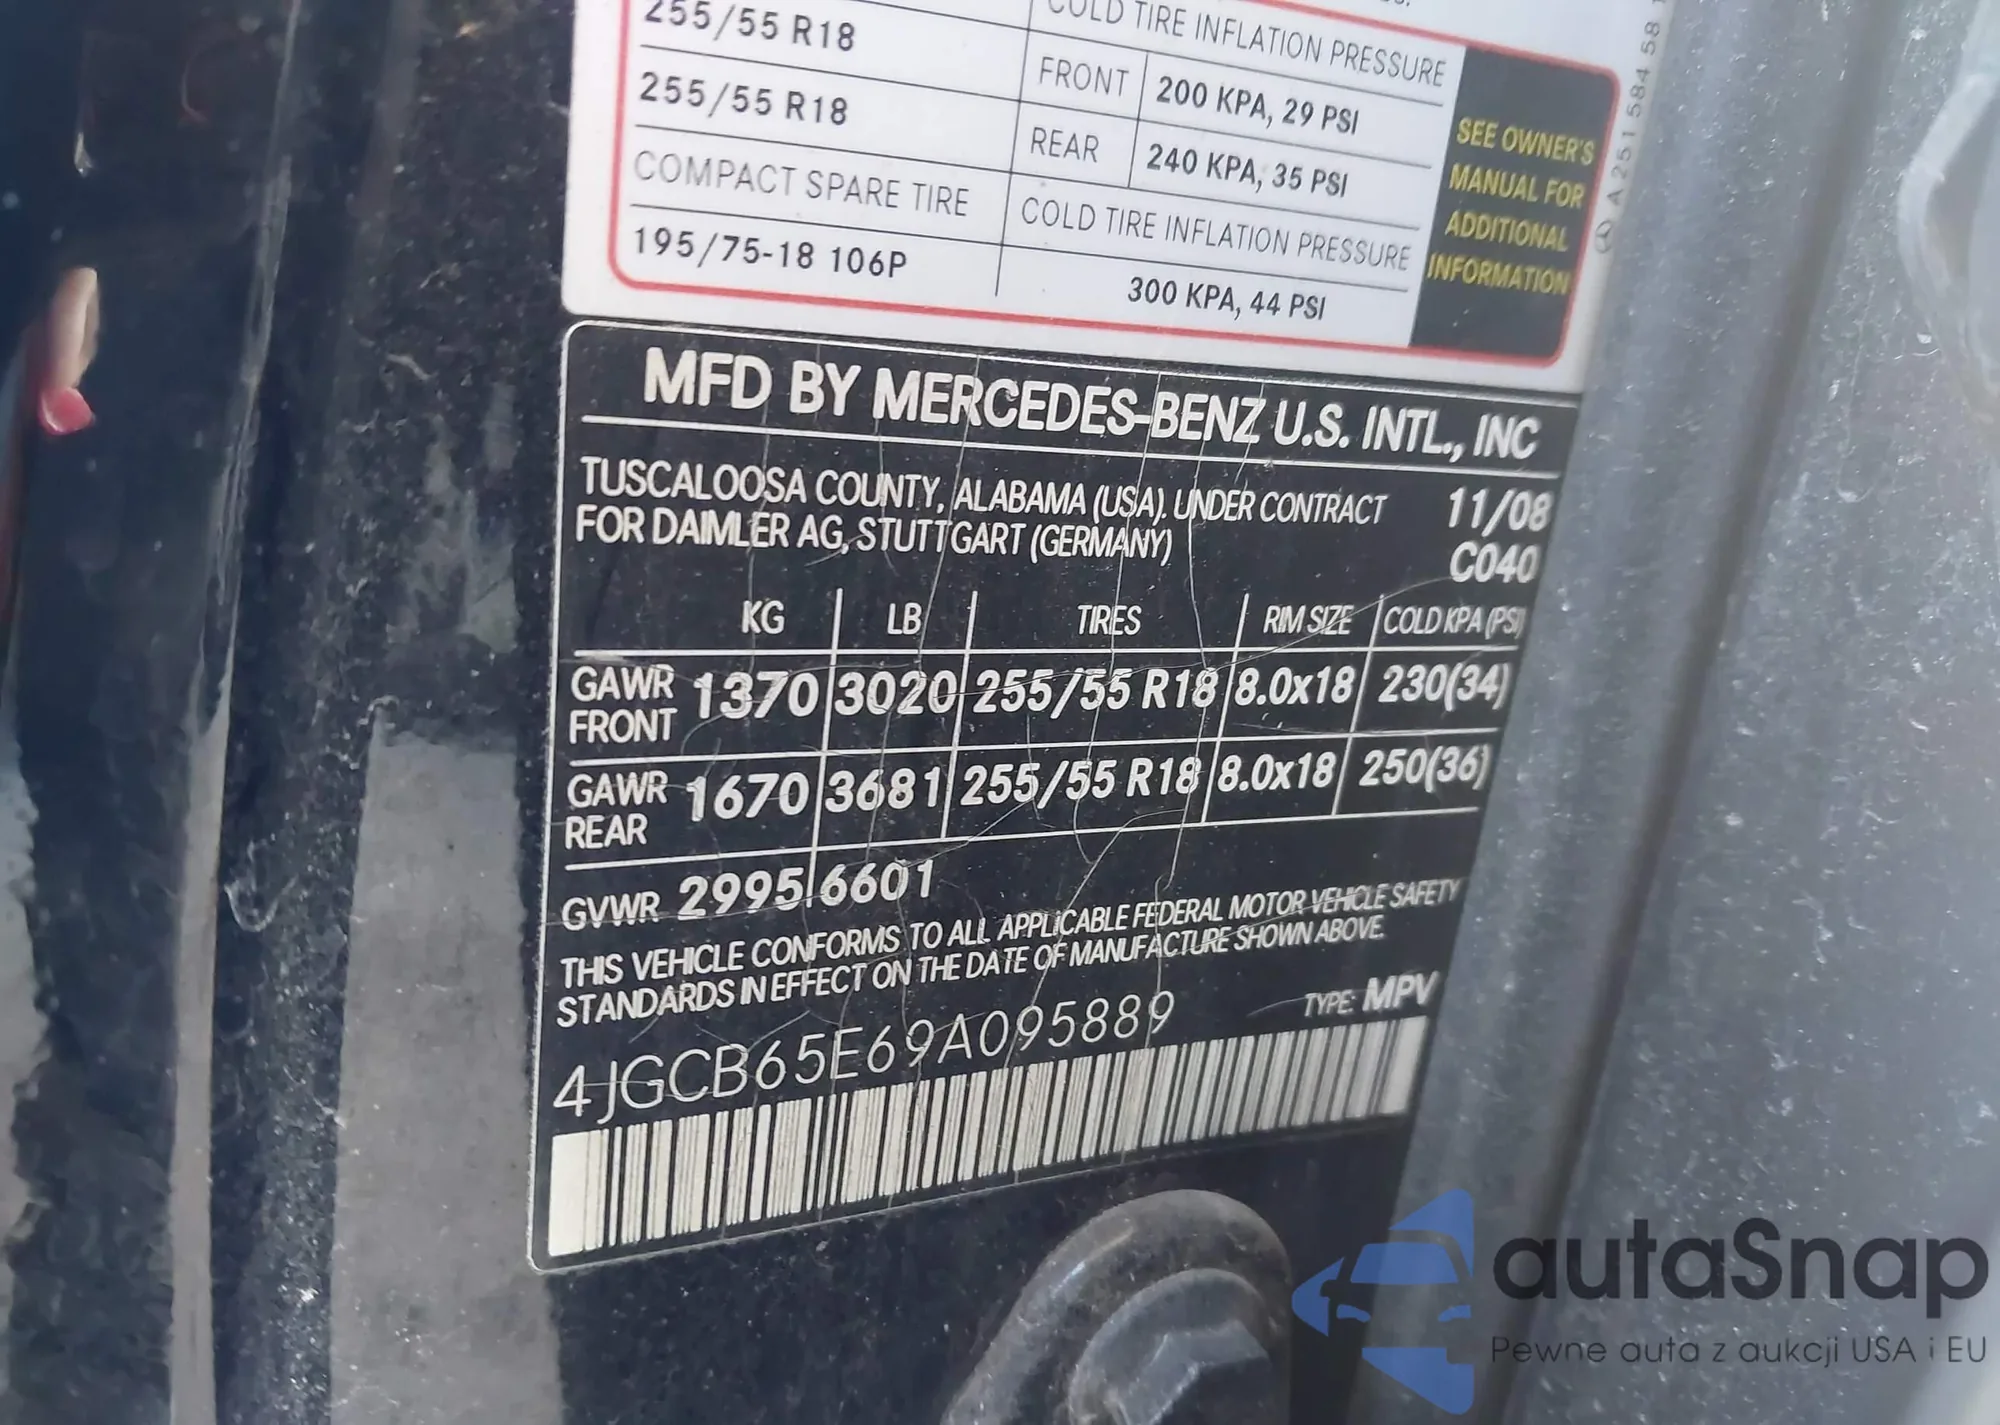 255/55 R18
COLD TIRE INFLATION PRESSURE
255/55 R18
FRONT 200 KPA, 29 PSI
REAR 240 KPA, 35 PSI
COMPACT SPARE TIRE
COLD TIRE INFLATION PRESSURE
195/75-18 106P
300 KPA, 44 PSI
SEE OWNER'S
MANUAL FOR
ADDITIONAL
INFORMATION
A 251 584 58
MFD BY MERCEDES-BENZ U.S. INTL., INC
TUSCALOOSA COUNTY, ALABAMA (USA). UNDER CONTRACT 11/08
FOR DAIMLER AG, STUTTGART (GERMANY) C040
KG LB TIRES RIM SIZE COLD KPA (PSI)
GAWR FRONT 1370 3020 255/55 R18 8.0x18 230(34)
GAWR REAR 1670 3681 255/55 R18 8.0x18 250(36)
GVWR 2995 6601
THIS VEHICLE CONFORMS TO ALL APPLICABLE FEDERAL MOTOR VEHICLE SAFETY
STANDARDS IN EFFECT ON THE DATE OF MANUFACTURE SHOWN ABOVE.
4JGCB65E69A095889 TYPE: MPV
autaSnap
Pewne auta z aukcji USA i EU